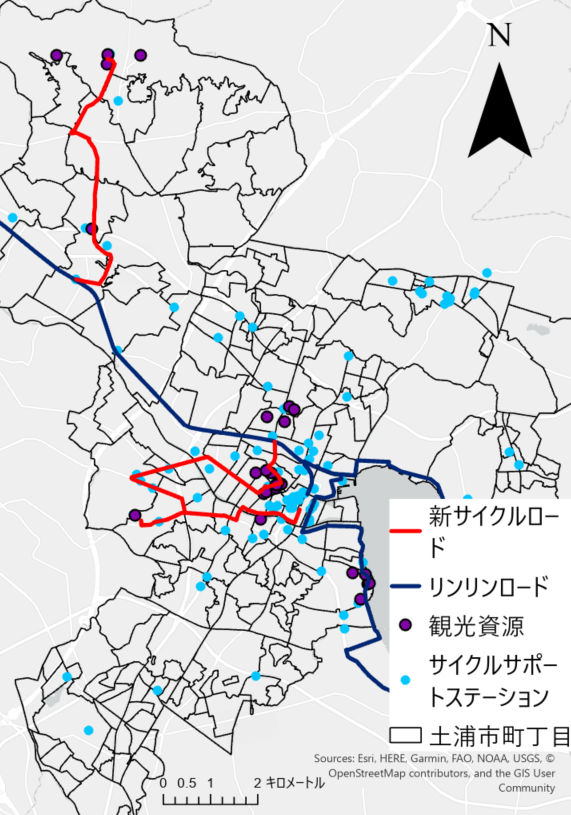 N
新サイクルロー
ド
リンリンロード
観光資源
サイクルサポー
トステーション
土浦市町丁目
Sources: Esri, HERE, Garmin, FAO, NOAA, USGS, ©
OpenStreetMap contributors, and the GIS User
Community
0 0.5 1 2 キロメートル